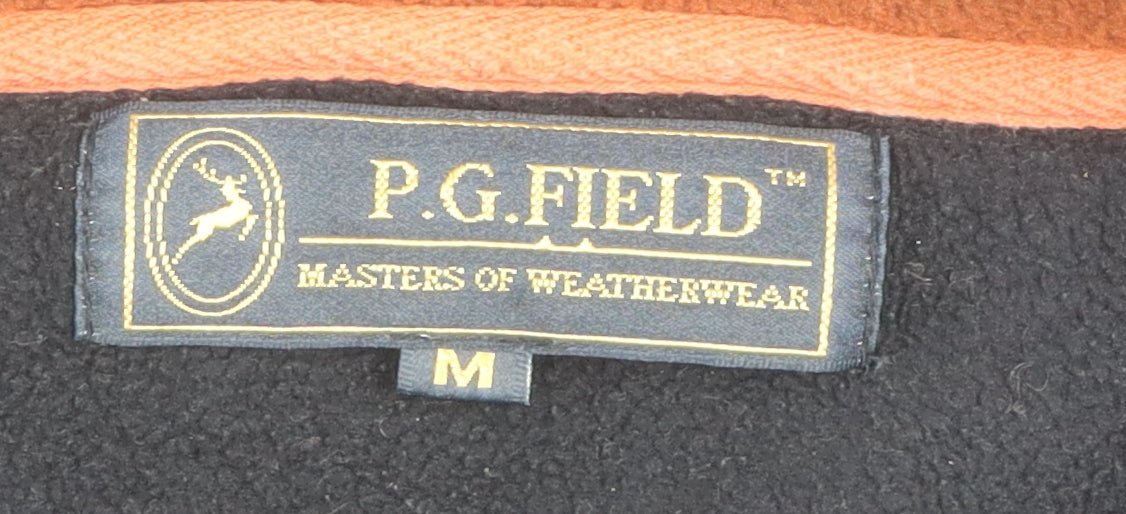 P.G.FIELD™
MASTERS OF WEATHERWEAR
M